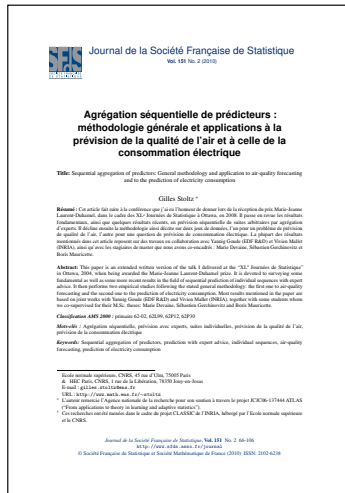 Journal de la Société Française de Statistique
Vol. 151 No. 2 (2010)
Agrégation séquentielle de prédicteurs :
méthodologie générale et applications à la
prévision de la qualité de l'air et à celle de la
consommation électrique
Title: Sequential aggregation of predictors: General methodology and application to air-quality forecasting
and to the prediction of electricity consumption
Gilles Stoltz *
Résumé : Cet article fait suite à la conférence que j'ai eu l'honneur de donner lors de la réception du prix Marie-Jeanne
Laurent-Duhamel, dans le cadre des XLe Journées de Statistique à Ottawa, en 2008. Il passe en revue les résultats
fondamentaux, ainsi que quelques résultats récents, en prévision séquentielle de suites arbitraires par agrégation
d'experts. Il décline ensuite la méthodologie ainsi décrite sur deux jeux de données, l'un pour un problème de prévision
de qualité de l'air, l'autre pour une question de prévision de consommation électrique. La plupart des résultats
mentionnés dans cet article reposent sur des travaux en collaboration avec Yannig Goude (EDF R&D) et Vivien Mallet
(INRIA), ainsi qu'avec les stagiaires de master que nous avons co-encadrés : Marie Devaine, Sébastien Gerchinovitz et
Boris Mauricette.
Abstract: This paper is an extended written version of the talk I delivered at the "XLe Journées de Statistique"
in Ottawa, 2004, when being awarded the Marie-Jeanne Laurent-Duhamel prize. It is devoted to surveying some
fundamental as well as some more recent results in the field of sequential prediction of individual sequences with expert
advice. It then performs two empirical studies following the stated general methodology: the first one to air-quality
forecasting and the second one to the prediction of electricity consumption. Most results mentioned in the paper are
based on joint works with Yannig Goude (EDF R&D) and Vivien Mallet (INRIA), together with some students whom
we co-supervised for their M.Sc. theses: Marie Devaine, Sébastien Gerchinovitz and Boris Mauricette.
Classification AMS 2000 : primaire 62-02, 62L99, 62P12, 62P30
Mots-clés : Agrégation séquentielle, prévision avec experts, suites individuelles, prévision de la qualité de l'air,
prévision de la consommation électrique
Keywords: Sequential aggregation of predictors, prediction with expert advice, individual sequences, air-quality
forecasting, prediction of electricity consumption
Ecole normale supérieure, CNRS, 45 rue d'Ulm, 75005 Paris
& HEC Paris, CNRS, 1 rue de la Libération, 78350 Jouy-en-Josas
E-mail : gilles.stoltz@ens.fr
URL : http://www.math.ens.fr/~stoltz
* L'auteur remercie l'Agence nationale de la recherche pour son soutien à travers le projet JCJC06-137444 ATLAS
("From applications to theory in learning and adaptive statistics").
* Ces recherches ont été menées dans le cadre du projet CLASSIC de l'INRIA, hébergé par l'Ecole normale supérieure
et le CNRS.
Journal de la Société Française de Statistique, Vol. 151 No. 2 66-106
http://www.sfds.asso.fr/journal
© Société Française de Statistique et Société Mathématique de France (2010) ISSN: 2102-6238